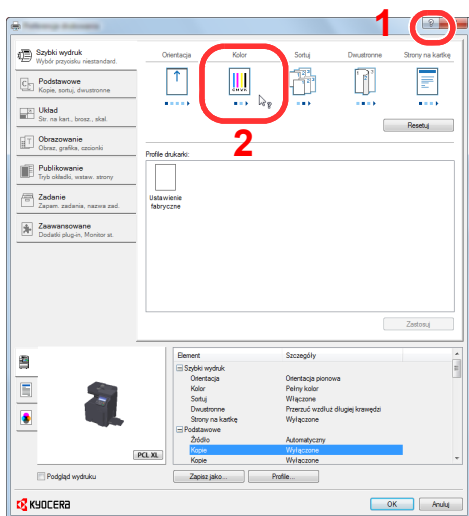 1
Szybki wydruk
Wybór przycisku niestandard.
Podstawowe
Kopie, sortuj, dwustronne
Układ
Str. na kart., brosz., skal.
Obrazowanie
Obraz, grafika, czcionki
Publikowanie
Tryb okładki, wstaw. strony
Zadanie
Zapam. zadania, nazwa zad.
Zaawansowane
Dodatki plug-in, Monitor st.
Orientacja Kolor Sortuj Dwustronne Strony na kartkę
CMYK
2
Resetuj
Profile drukarki:
Ustawienie
fabryczne
Zastosuj
Element Szczegóły
Szybki wydruk
Orientacja Orientacja pionowa
Kolor Pełny kolor
Sortuj Włączone
Dwustronne Przerzuć wzdłuż długiej krawędzi
Strony na kartkę Wyłączone
Podstawowe
Źródło Automatyczny
Kopie Wyłączone
Kopie Wyłączone
PCL XL
Podgląd wydruku
Zapisz jako... Profile...
KYOCERA
OK Anuluj